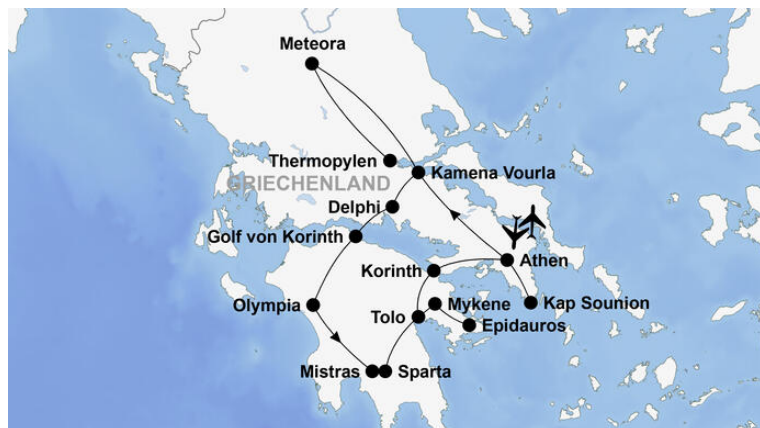 Meteora
Thermopylen
Kamena Vourla
GRIECHENLAND
Delphi
Golf von Korinth
Athen
Korinth
Olympia
Mykene
Kap Sounion
Tolo
Epidauros
Mistras
Sparta